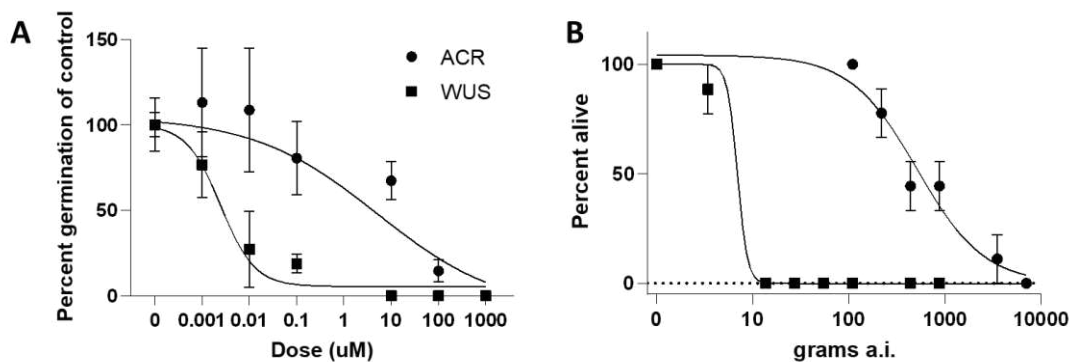 A
Percent germination of control
150
100
50
0
0 0.001 0.01 0.1 1 10 100 1000
Dose (uM)
ACR
WUS
B
Percent alive
100
50
0
0 10 100 1000 10000
grams a.i.